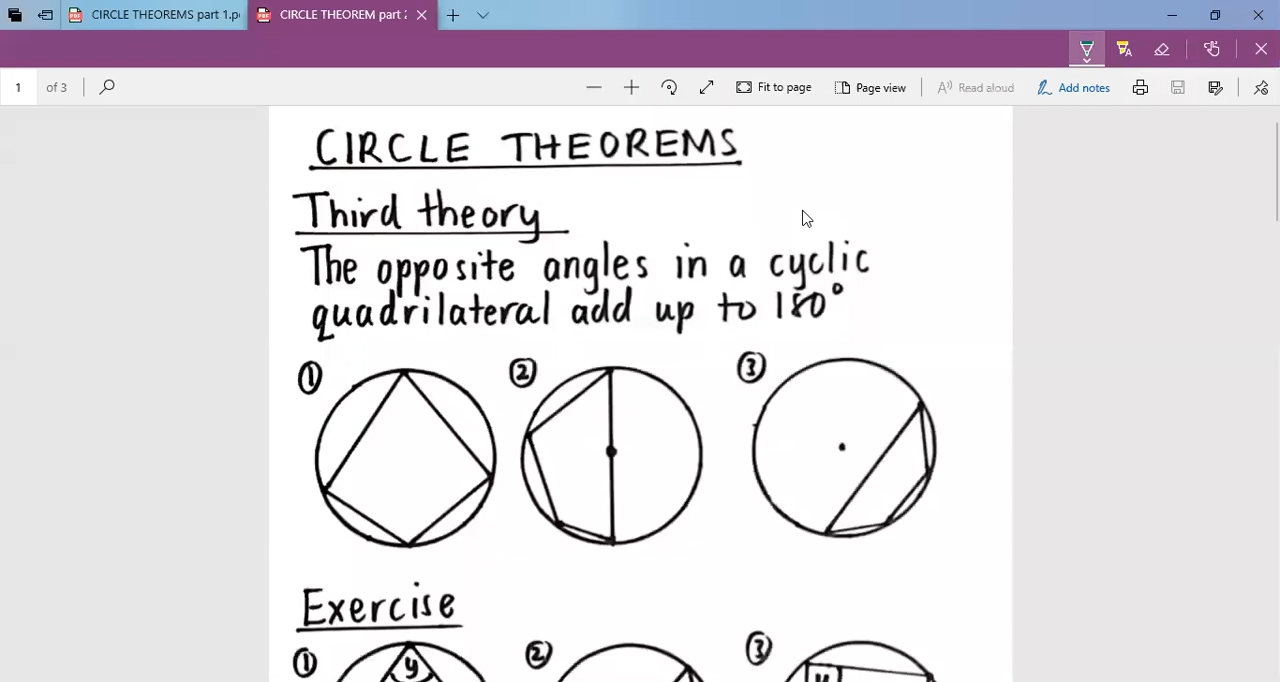 CIRCLE THEOREMS part 1.p
CIRCLE THEOREM part 2
1 of 3
Fit to page
Page view
Read aloud
Add notes
CIRCLE THEOREMS
Third theory
The opposite angles in a cyclic
quadrilateral add up to 180°
① ② ③
Exercise
① y ② ③